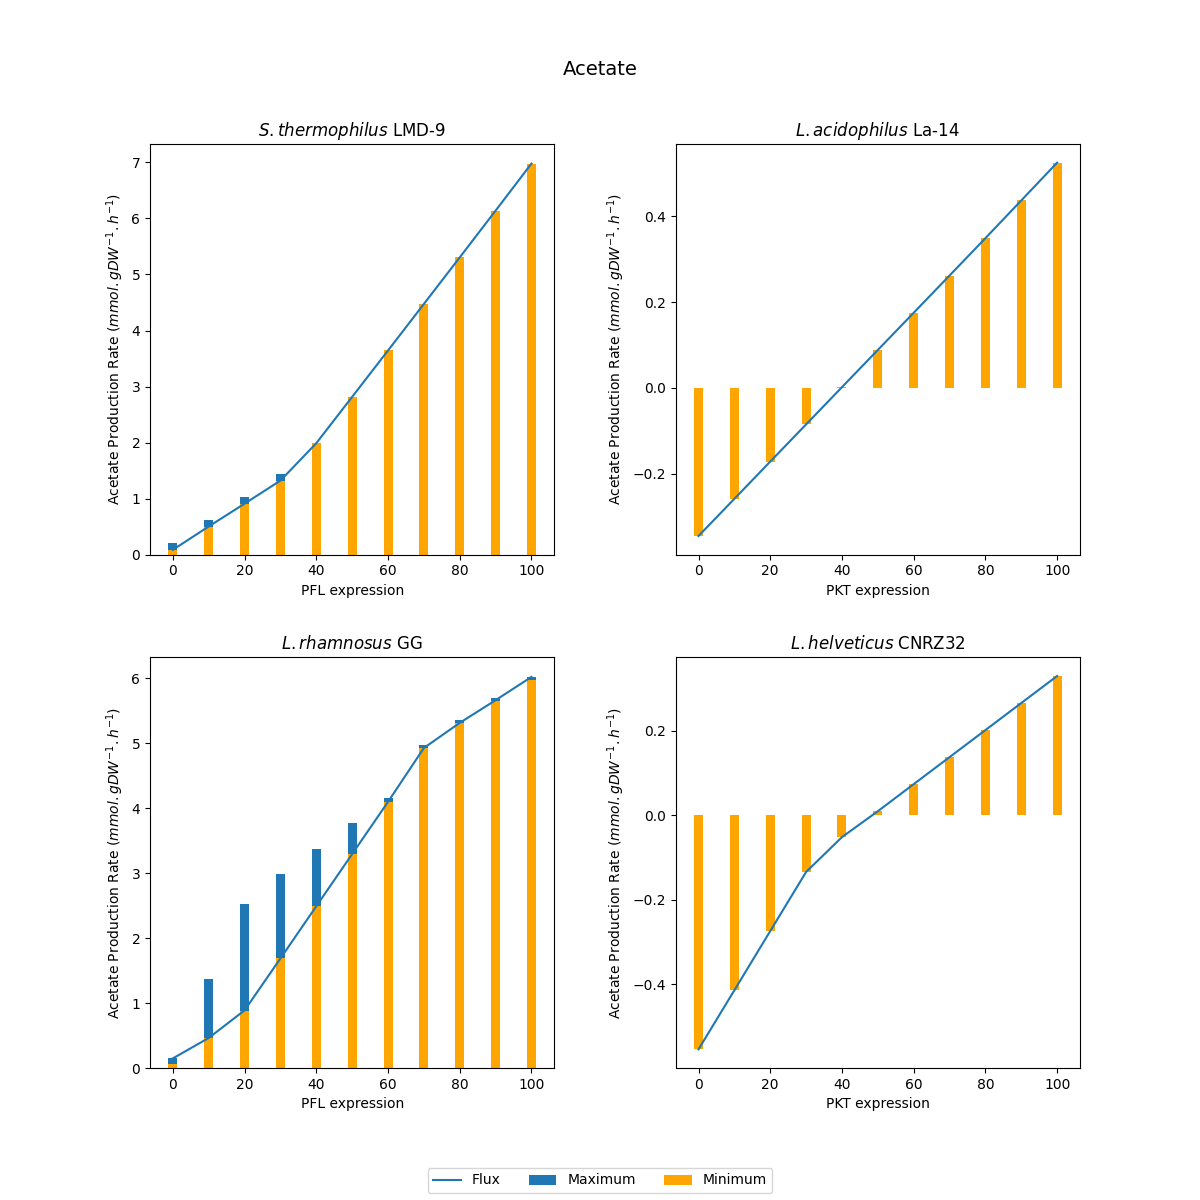 Acetate
S.thermophilus LMD-9
Acetate Production Rate (mmol.gDW⁻¹.h⁻¹)
7
6
5
4
3
2
1
0
0 20 40 60 80 100
PFL expression
L.acidophilus La-14
Acetate Production Rate (mmol.gDW⁻¹.h⁻¹)
0.4
0.2
0.0
−0.2
0 20 40 60 80 100
PKT expression
L.rhamnosus GG
Acetate Production Rate (mmol.gDW⁻¹.h⁻¹)
6
5
4
3
2
1
0
0 20 40 60 80 100
PFL expression
L.helveticus CNRZ32
Acetate Production Rate (mmol.gDW⁻¹.h⁻¹)
0.2
0.0
−0.2
−0.4
0 20 40 60 80 100
PKT expression
Flux Maximum Minimum